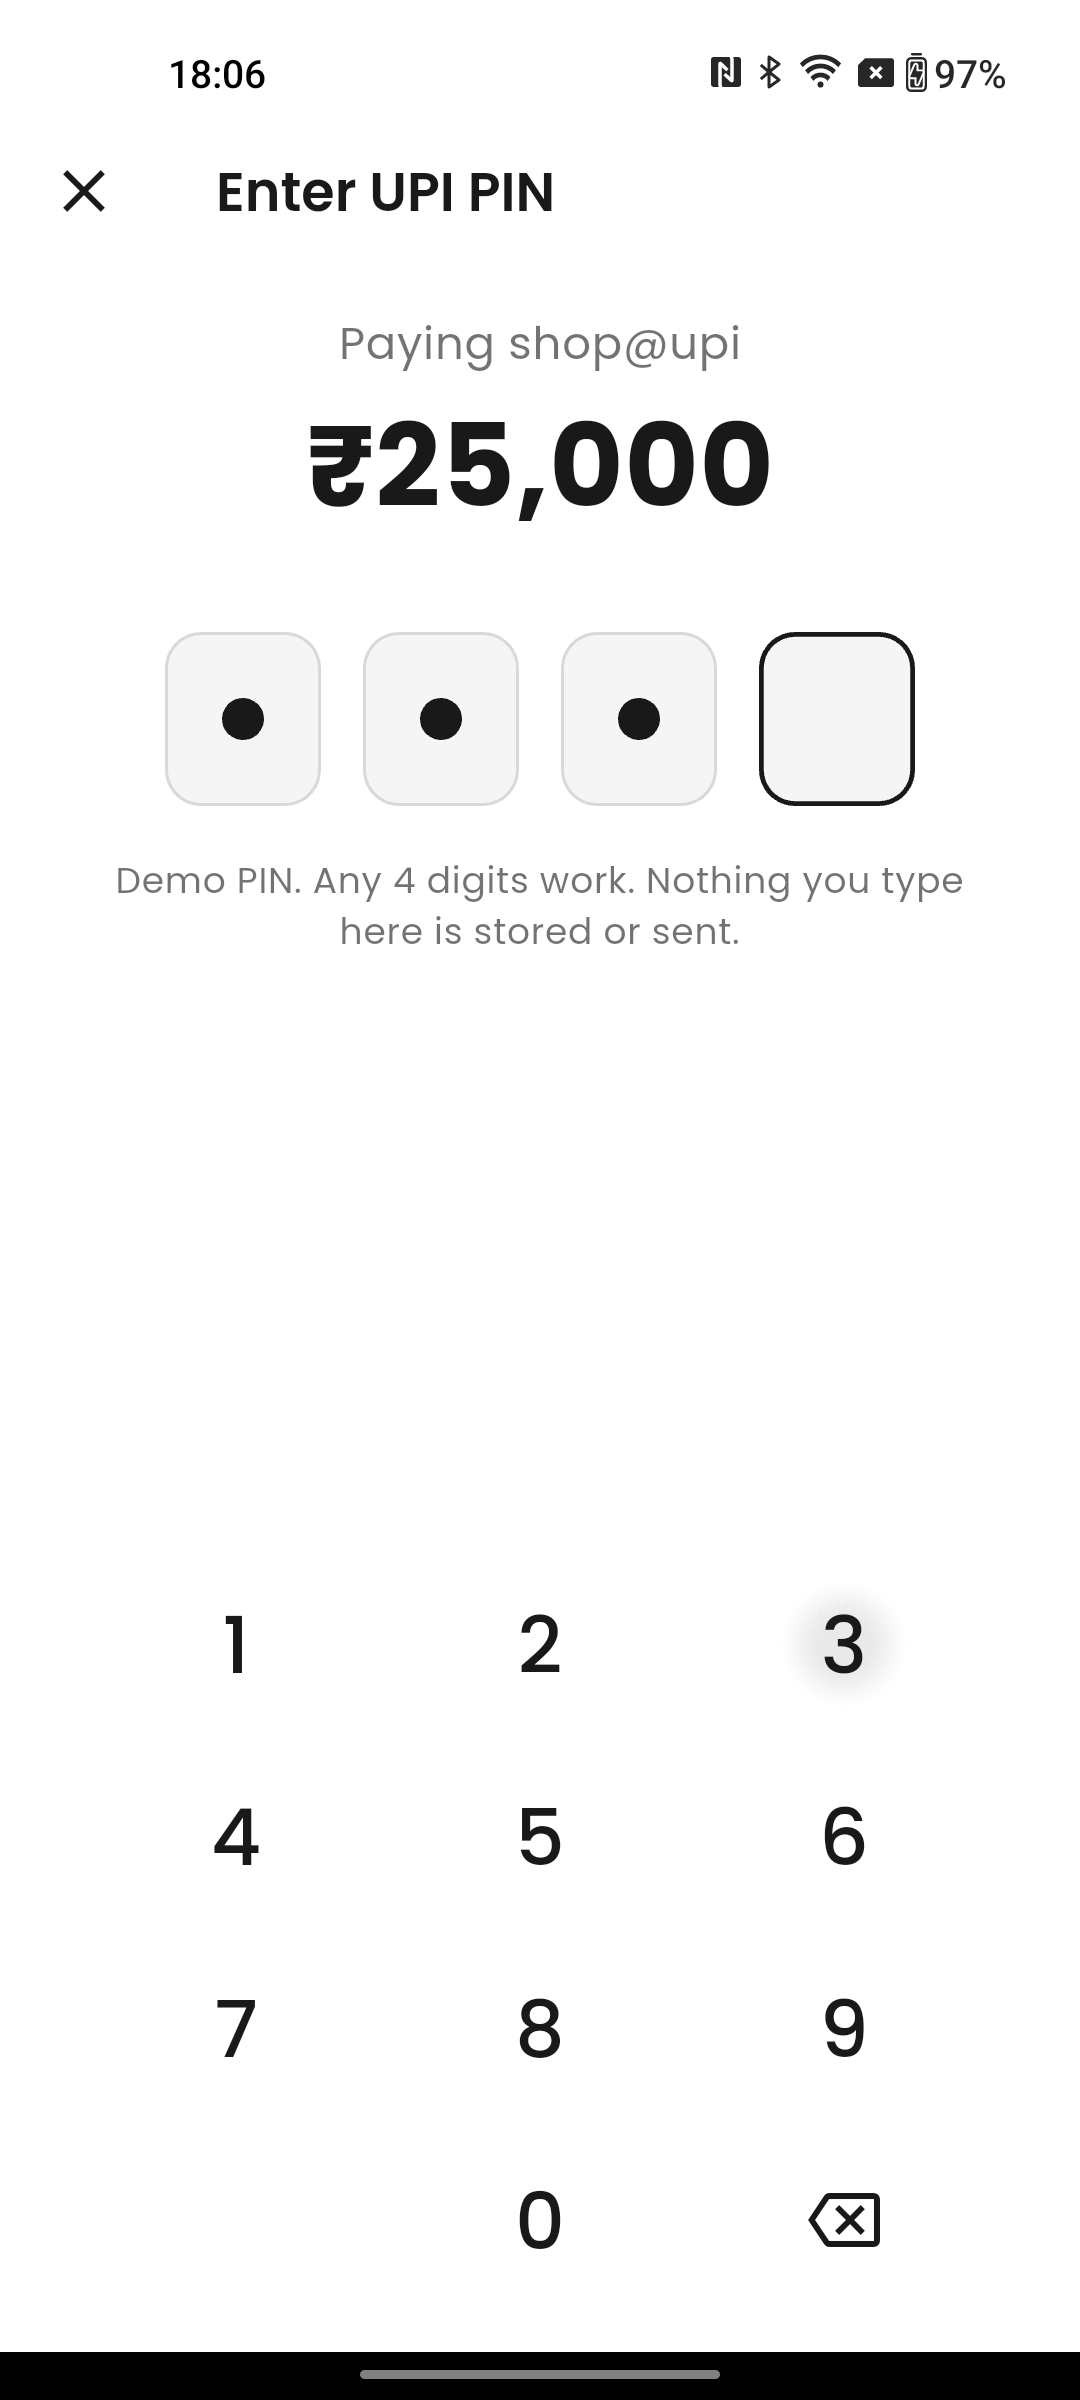 18:06
97%
Enter UPI PIN
Paying shop@upi
₹25,000
Demo PIN. Any 4 digits work. Nothing you type
here is stored or sent.
1 2 3
4 5 6
7 8 9
0